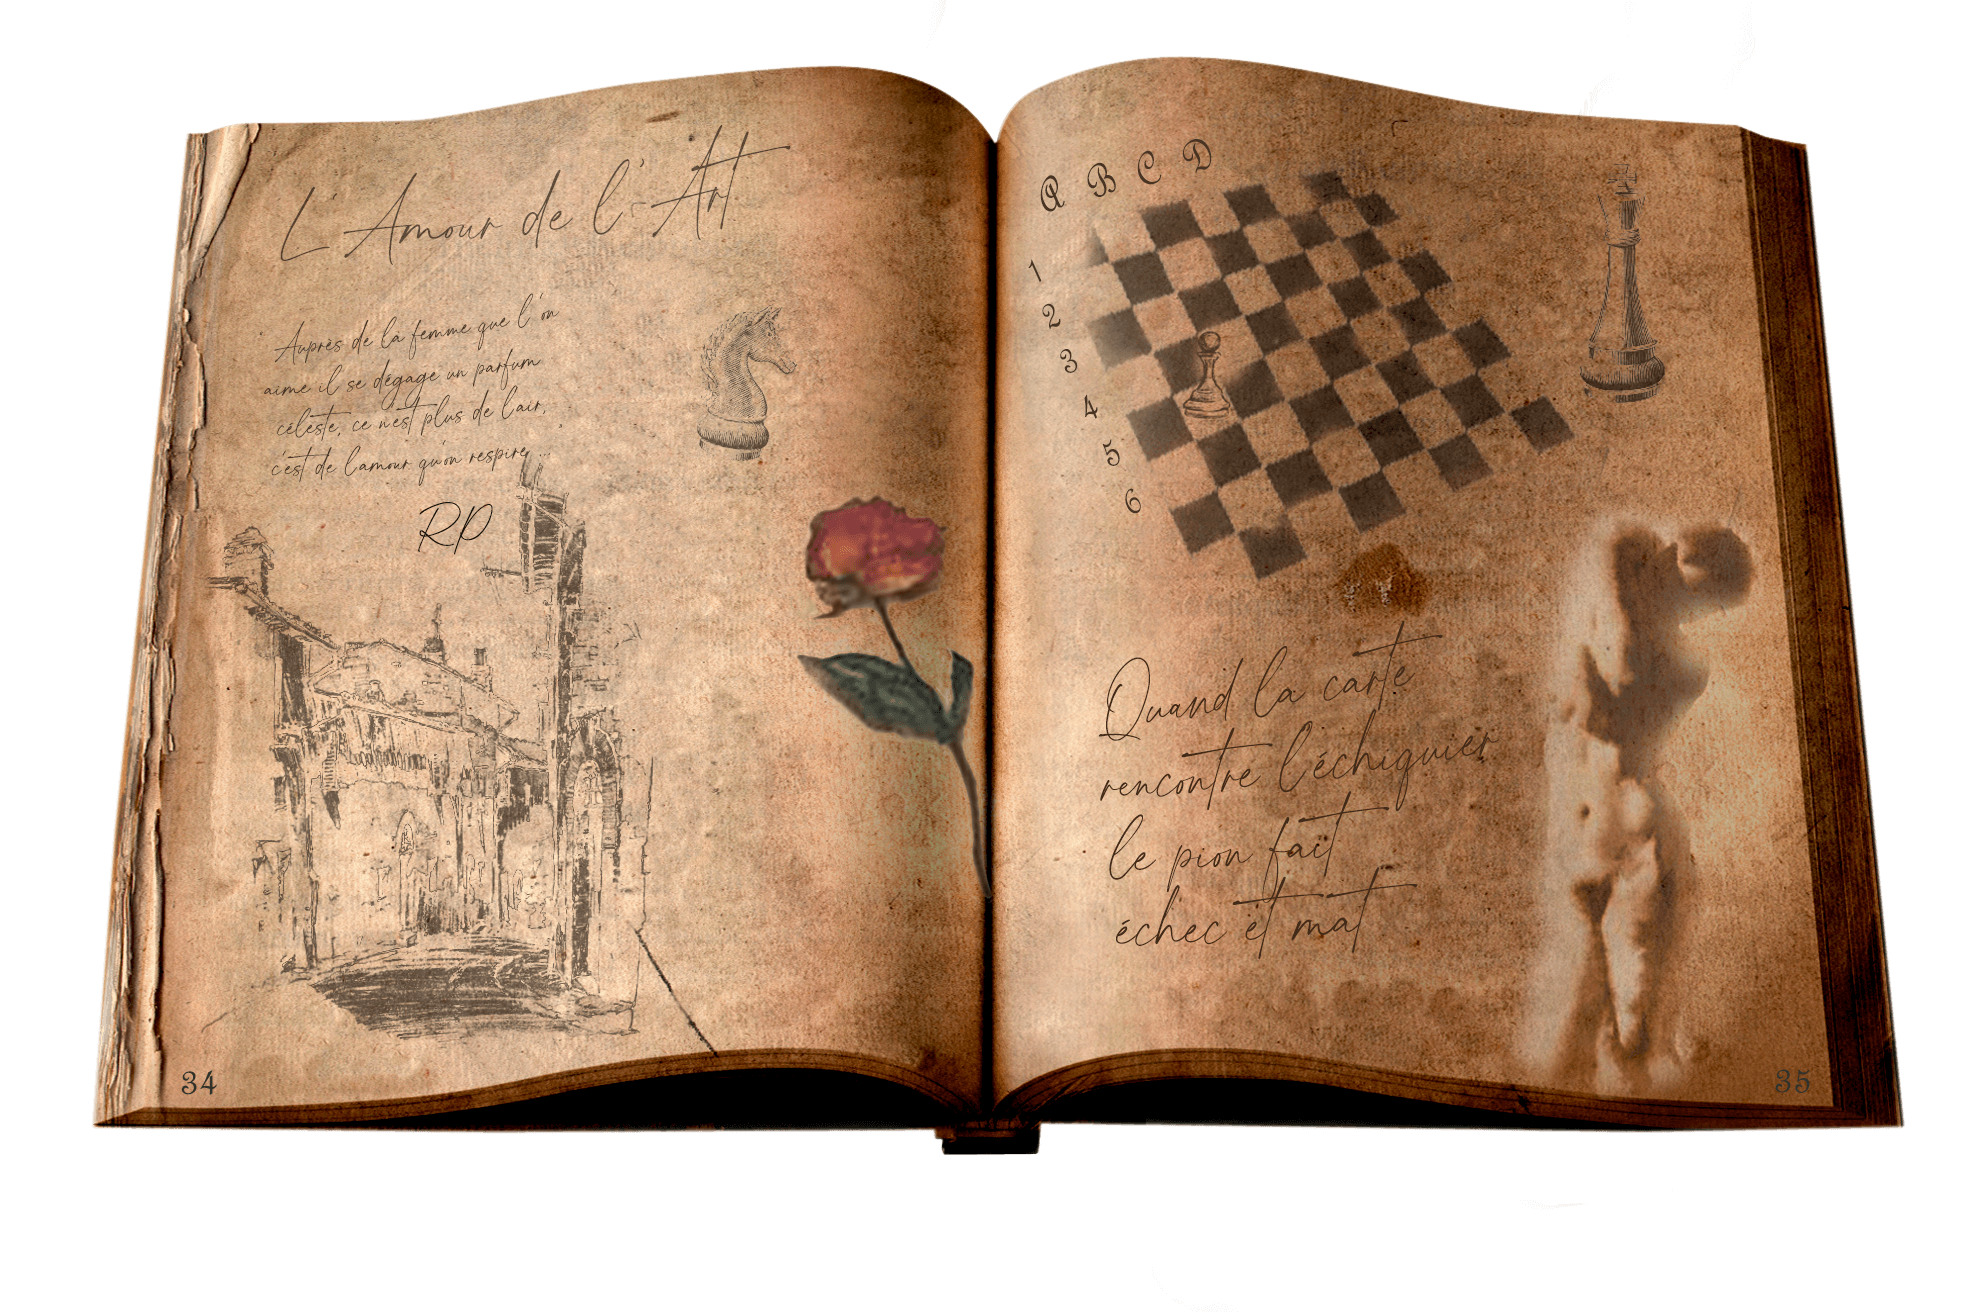 L'Amour de l'Art
Auprès de la femme que l'on
aime il se dégage un parfum
céleste, ce n'est plus de l'air,
c'est de l'amour qu'on respire ...
RP
34
A B C D
1
2
3
4
5
6
Quand la carte
rencontre l'échiquier
le pion fait
échec et mat
35